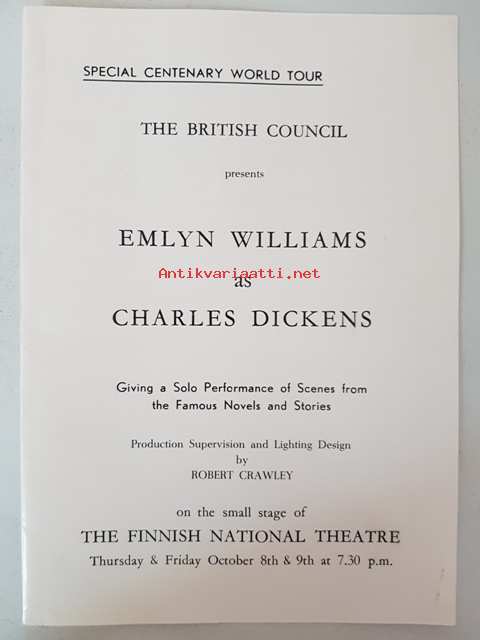 SPECIAL CENTENARY WORLD TOUR
THE BRITISH COUNCIL
presents
EMLYN WILLIAMS
Antikvariaatti.net
as
CHARLES DICKENS
Giving a Solo Performance of Scenes from
the Famous Novels and Stories
Production Supervision and Lighting Design
by
ROBERT CRAWLEY
on the small stage of
THE FINNISH NATIONAL THEATRE
Thursday & Friday October 8th & 9th at 7.30 p.m.